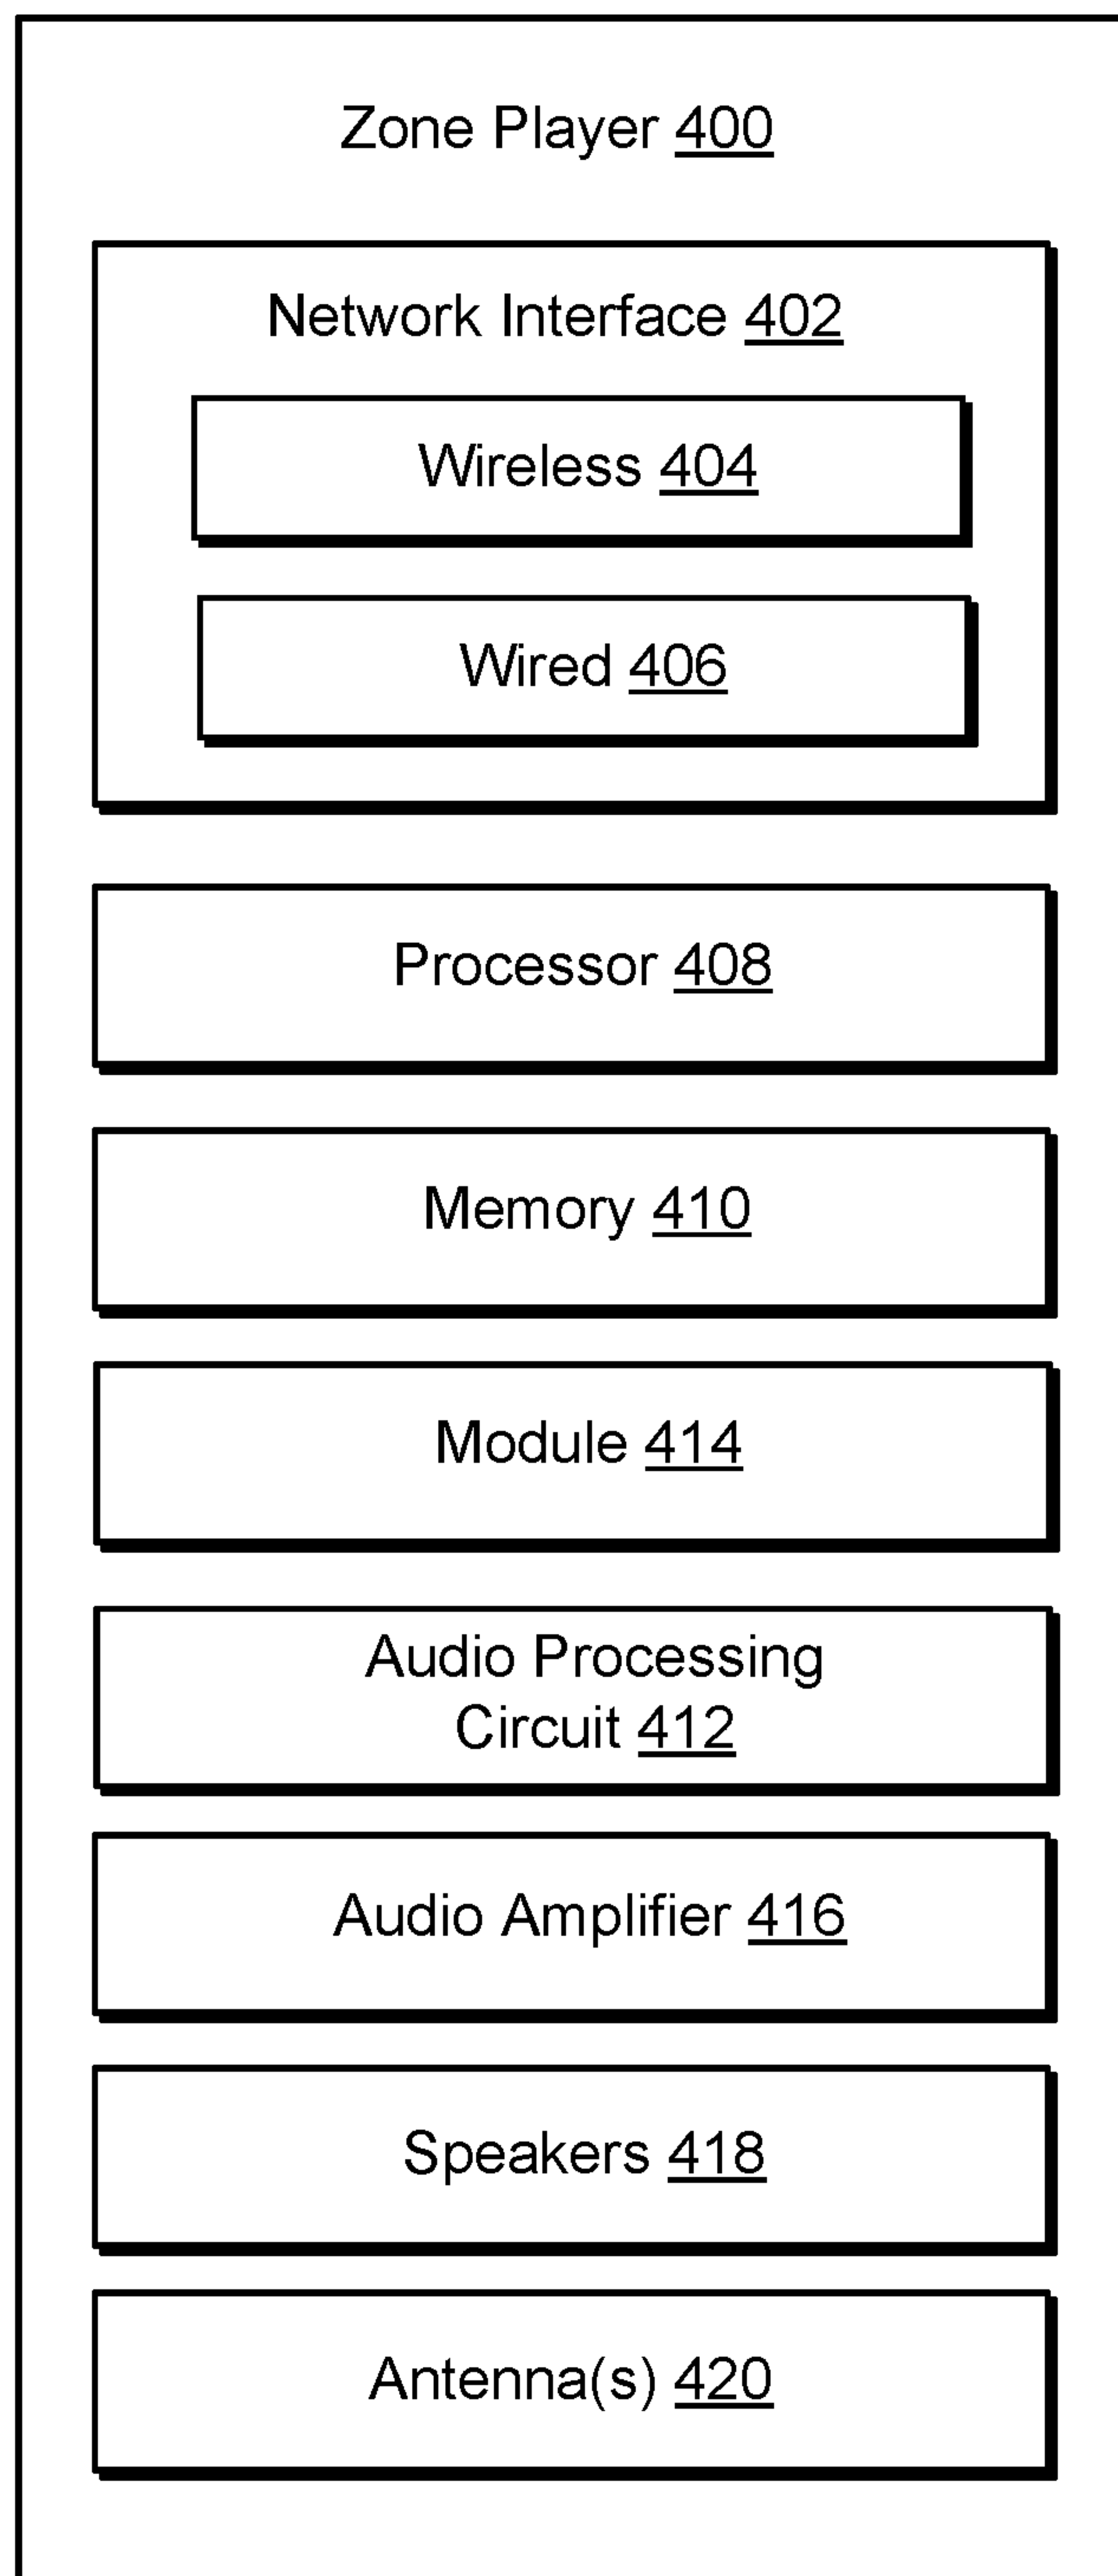 Zone Player 400
Network Interface 402
Wireless 404
Wired 406
Processor 408
Memory 410
Module 414
Audio Processing
Circuit 412
Audio Amplifier 416
Speakers 418
Antenna(s) 420